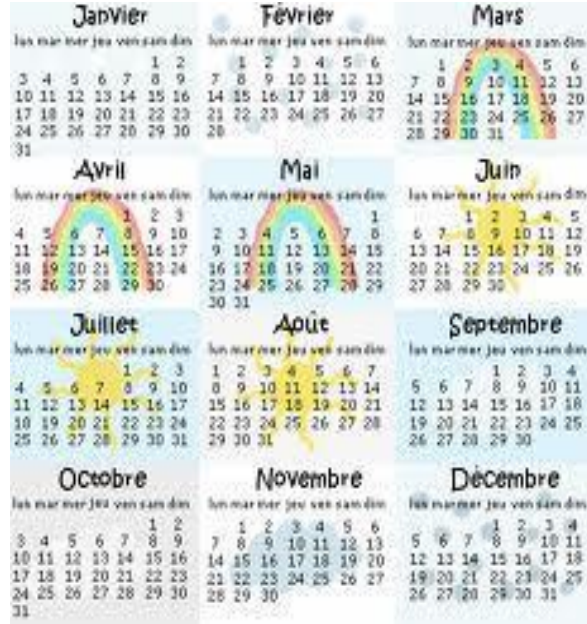 Janvier
lun mar mer jeu ven sam dim
1 2
3 4 5 6 7 8 9
10 11 12 13 14 15 16
17 18 19 20 21 22 23
24 25 26 27 28 29 30
31
Février
lun mar mer jeu ven sam dim
1 2 3 4 5 6
7 8 9 10 11 12 13
14 15 16 17 18 19 20
21 22 23 24 25 26 27
28
Mars
lun mar mer jeu ven sam dim
1 2 3 4 5 6
7 8 9 10 11 12 13
14 15 16 17 18 19 20
21 22 23 24 25 26 27
28 29 30 31
Avril
lun mar mer jeu ven sam dim
1 2 3
4 5 6 7 8 9 10
11 12 13 14 15 16 17
18 19 20 21 22 23 24
25 26 27 28 29 30
Mai
lun mar mer jeu ven sam dim
1
2 3 4 5 6 7 8
9 10 11 12 13 14 15
16 17 18 19 20 21 22
23 24 25 26 27 28 29
30 31
Juin
lun mar mer jeu ven sam dim
1 2 3 4 5
6 7 8 9 10 11 12
13 14 15 16 17 18 19
20 21 22 23 24 25 26
27 28 29 30
Juillet
lun mar mer jeu ven sam dim
1 2 3
4 5 6 7 8 9 10
11 12 13 14 15 16 17
18 19 20 21 22 23 24
25 26 27 28 29 30 31
Août
lun mar mer jeu ven sam dim
1 2 3 4 5 6 7
8 9 10 11 12 13 14
15 16 17 18 19 20 21
22 23 24 25 26 27 28
29 30 31
Septembre
lun mar mer jeu ven sam dim
1 2 3 4
5 6 7 8 9 10 11
12 13 14 15 16 17 18
19 20 21 22 23 24 25
26 27 28 29 30
Octobre
lun mar mer jeu ven sam dim
1 2
3 4 5 6 7 8 9
10 11 12 13 14 15 16
17 18 19 20 21 22 23
24 25 26 27 28 29 30
31
Novembre
lun mar mer jeu ven sam dim
1 2 3 4 5 6
7 8 9 10 11 12 13
14 15 16 17 18 19 20
21 22 23 24 25 26 27
28 29 30
Décembre
lun mar mer jeu ven sam dim
1 2 3 4
5 6 7 8 9 10 11
12 13 14 15 16 17 18
19 20 21 22 23 24 25
26 27 28 29 30 31